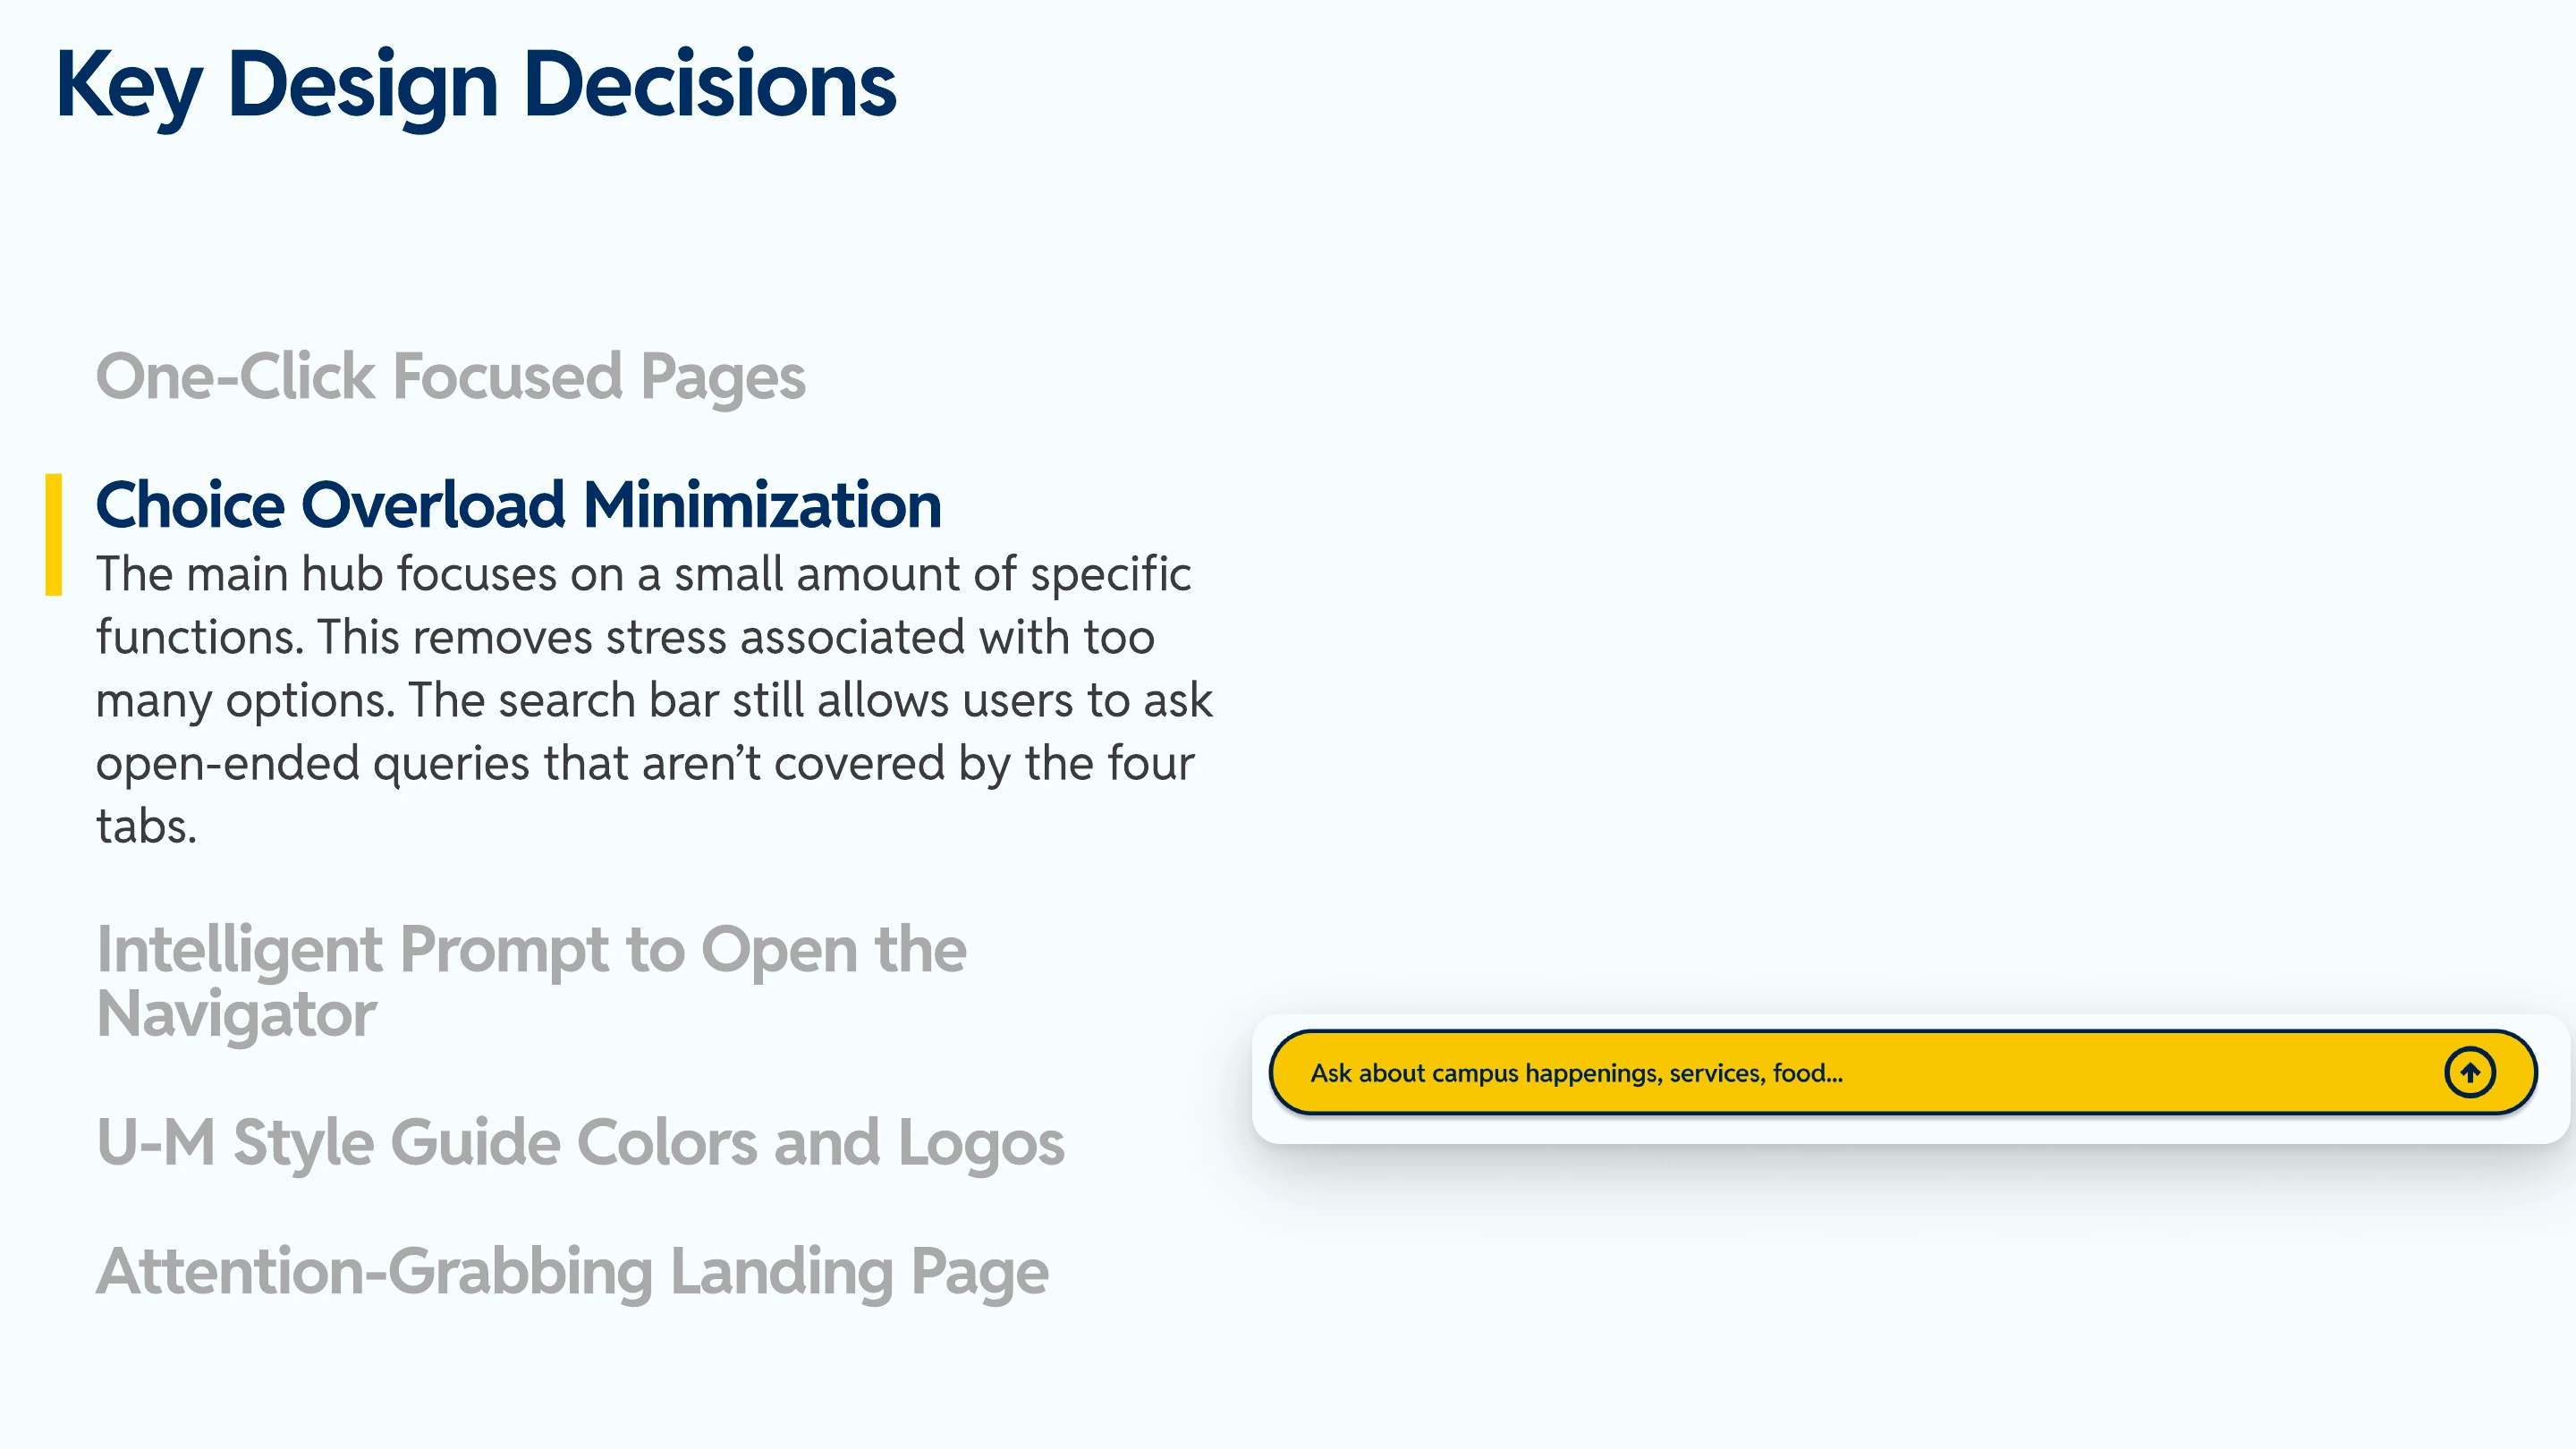 Key Design Decisions
One-Click Focused Pages
Choice Overload Minimization
The main hub focuses on a small amount of specific
functions. This removes stress associated with too
many options. The search bar still allows users to ask
open-ended queries that aren’t covered by the four
tabs.
Intelligent Prompt to Open the
Navigator
U-M Style Guide Colors and Logos
Attention-Grabbing Landing Page
Ask about campus happenings, services, food...